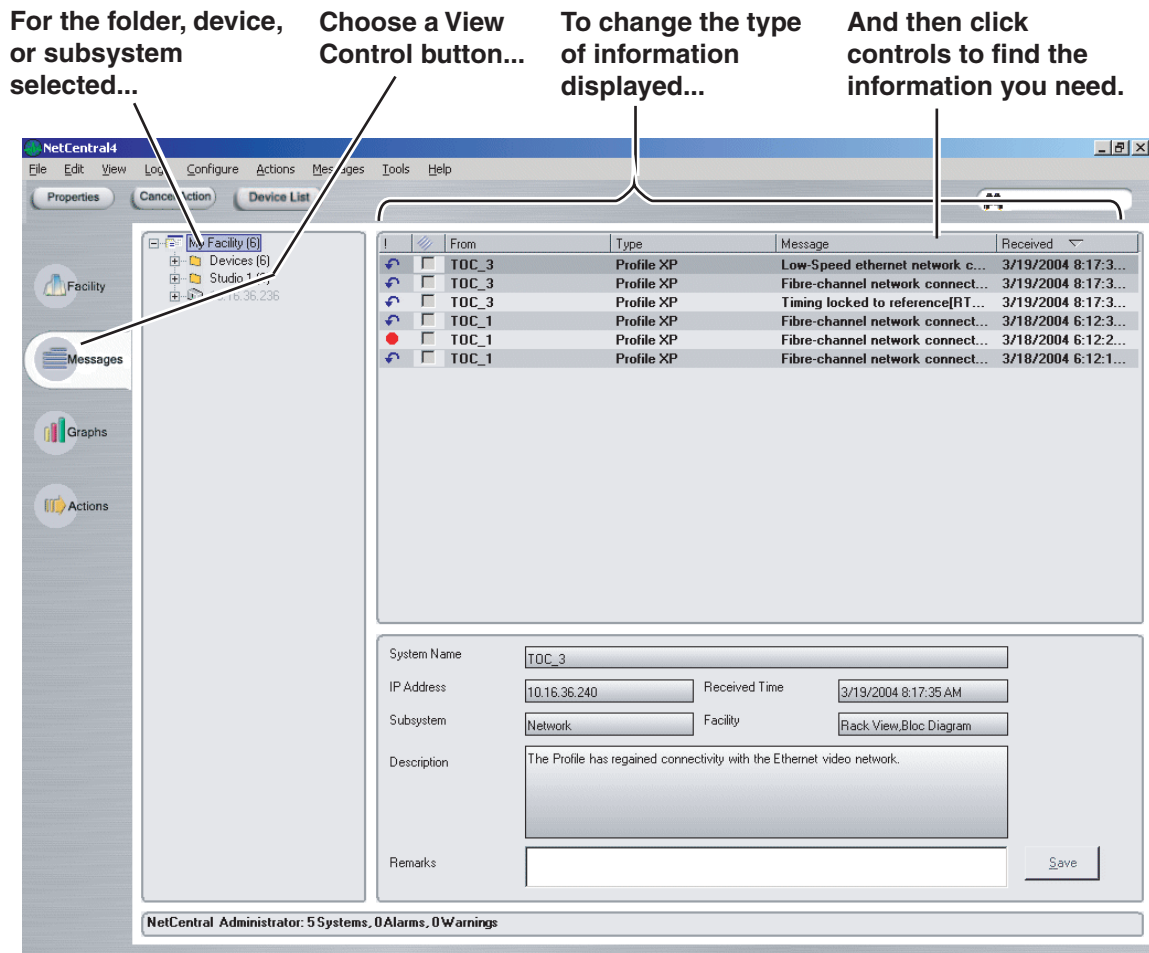 For the folder, device,
or subsystem
selected...
Choose a View
Control button...
To change the type
of information
displayed...
And then click
controls to find the
information you need.
NetCentral4
File Edit View Configure Actions Messages Tools Help
Properties Cancel Action Device List
My Facility (6)
Devices (6)
Studio 1
.16.36.236
Facility
Messages
Graphs
Actions
! From Type Message Received
TOC_3 Profile XP Low-Speed ethernet network c... 3/19/2004 8:17:3...
TOC_3 Profile XP Fibre-channel network connect... 3/19/2004 8:17:3...
TOC_3 Profile XP Timing locked to reference[RT... 3/19/2004 8:17:3...
TOC_1 Profile XP Fibre-channel network connect... 3/18/2004 6:12:3...
TOC_1 Profile XP Fibre-channel network connect... 3/18/2004 6:12:2...
TOC_1 Profile XP Fibre-channel network connect... 3/18/2004 6:12:1...
System Name TOC_3
IP Address 10.16.36.240 Received Time 3/19/2004 8:17:35 AM
Subsystem Network Facility Rack View,Bloc Diagram
Description The Profile has regained connectivity with the Ethernet video network.
Remarks Save
NetCentral Administrator: 5 Systems, 0 Alarms, 0 Warnings